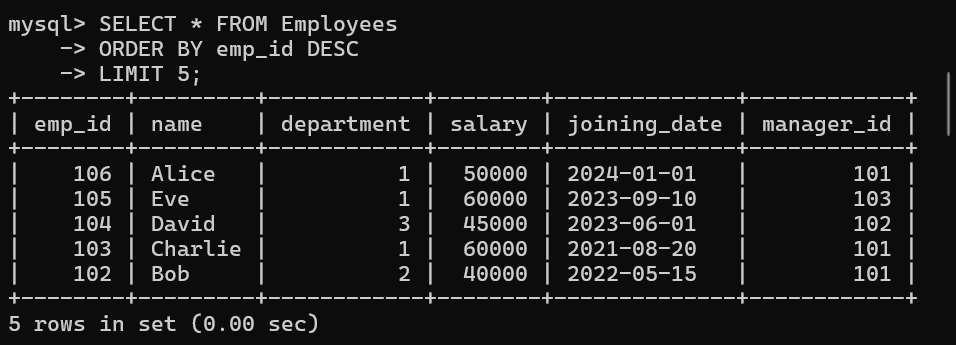 mysql> SELECT * FROM Employees
    -> ORDER BY emp_id DESC
    -> LIMIT 5;
+--------+---------+------------+--------+--------------+------------+
| emp_id | name    | department | salary | joining_date | manager_id |
+--------+---------+------------+--------+--------------+------------+
|    106 | Alice   |          1 |  50000 | 2024-01-01   |        101 |
|    105 | Eve     |          1 |  60000 | 2023-09-10   |        103 |
|    104 | David   |          3 |  45000 | 2023-06-01   |        102 |
|    103 | Charlie |          1 |  60000 | 2021-08-20   |        101 |
|    102 | Bob     |          2 |  40000 | 2022-05-15   |        101 |
+--------+---------+------------+--------+--------------+------------+
5 rows in set (0.00 sec)